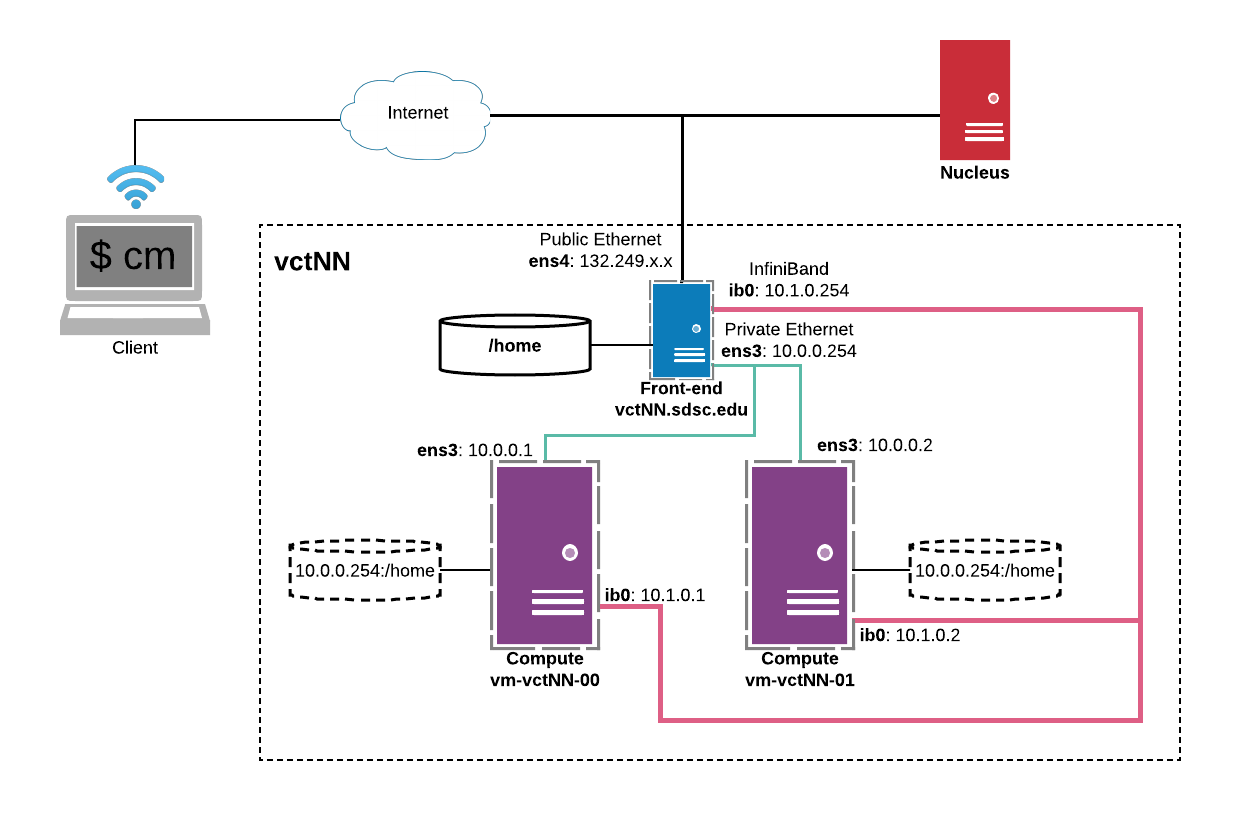 Internet
Nucleus
$ cm
Client
vctNN
Public Ethernet
ens4: 132.249.x.x
InfiniBand
ib0: 10.1.0.254
Private Ethernet
ens3: 10.0.0.254
/home
Front-end
vctNN.sdsc.edu
ens3: 10.0.0.1
ens3: 10.0.0.2
10.0.0.254:/home
10.0.0.254:/home
ib0: 10.1.0.1
ib0: 10.1.0.2
Compute
vm-vctNN-00
Compute
vm-vctNN-01